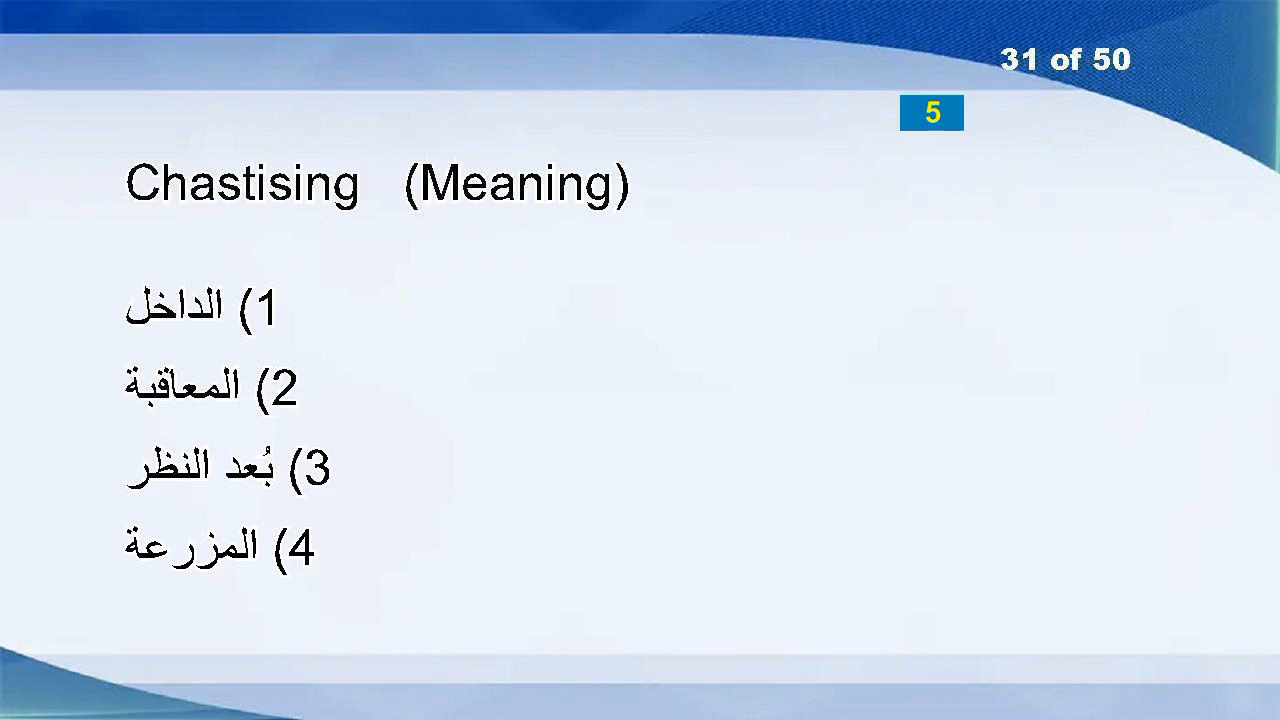 31 of 50
5
Chastising (Meaning)
1) الداخل
2) المعاقبة
3) بُعد النظر
4) المزرعة